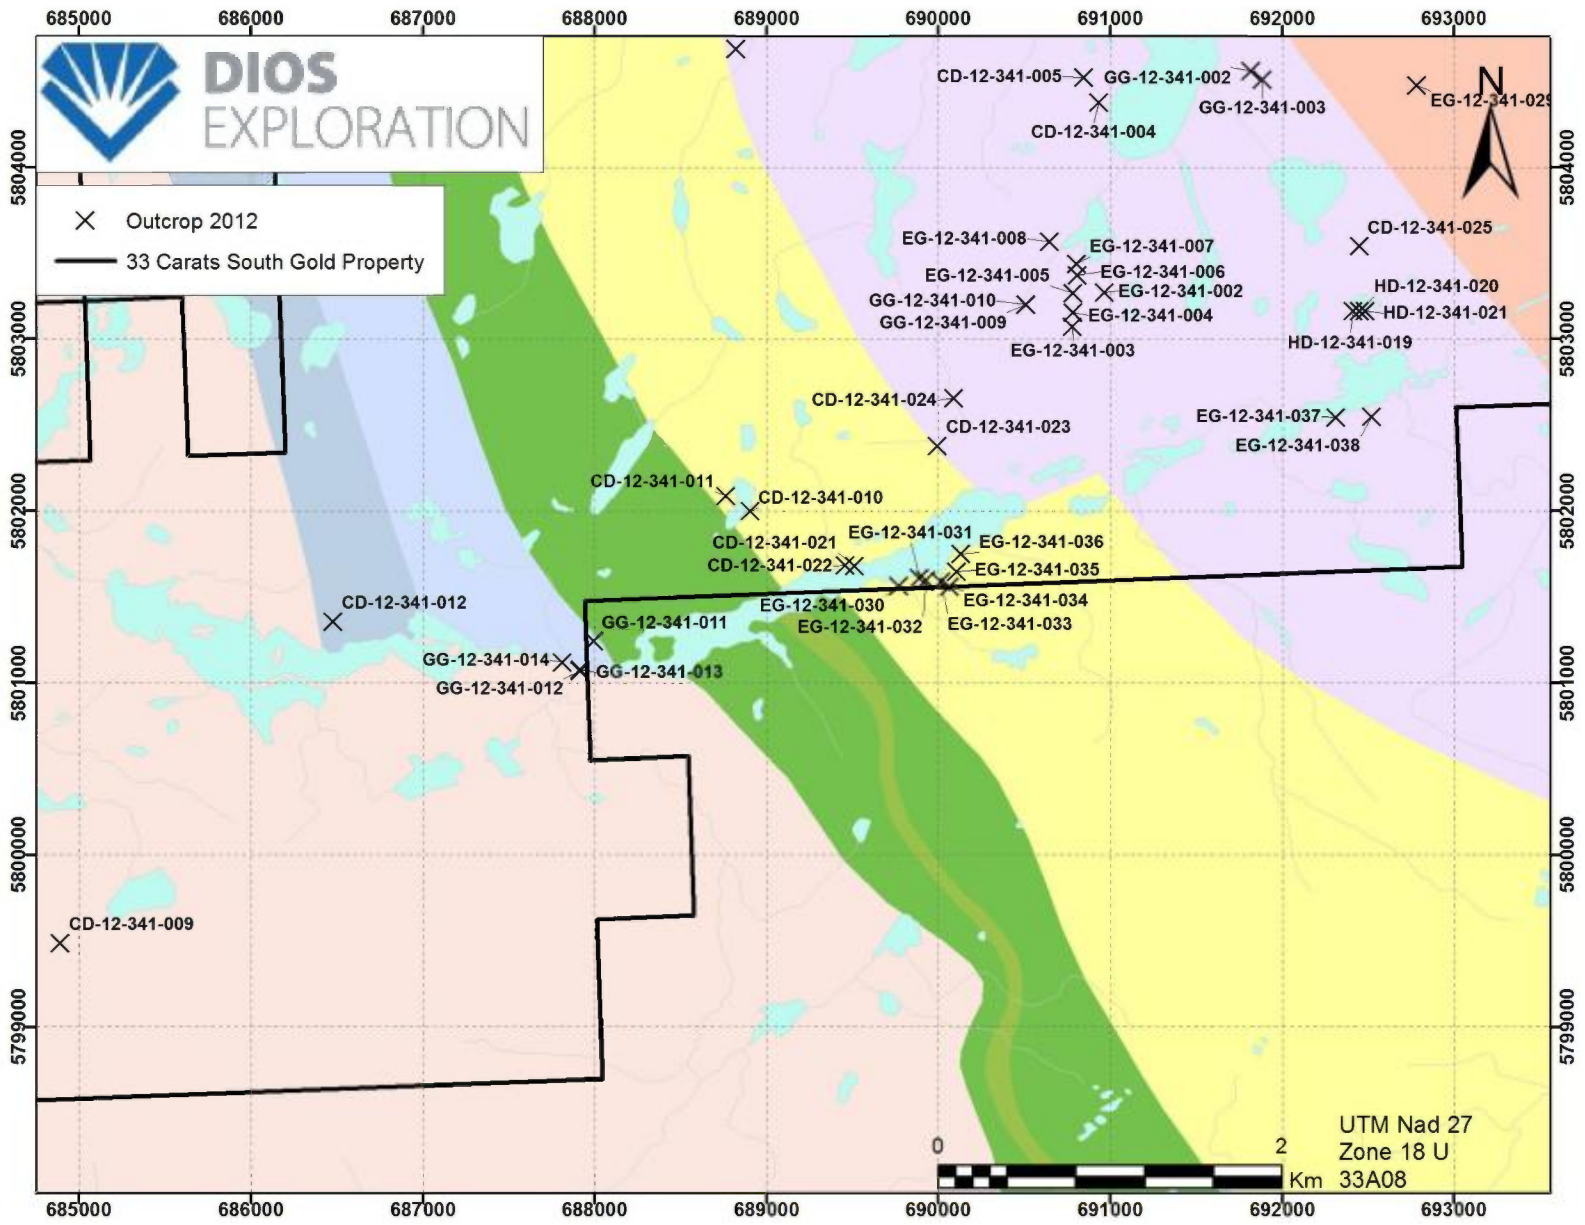 685000 686000 687000 688000 689000 690000 691000 692000 693000
DIOS
EXPLORATION
CD-12-341-005
GG-12-341-002
N
EG-12-341-029
GG-12-341-003
CD-12-341-004
5804000
5804000
Outcrop 2012
33 Carats South Gold Property
CD-12-341-025
EG-12-341-008
EG-12-341-007
EG-12-341-005
EG-12-341-006
HD-12-341-020
EG-12-341-002
GG-12-341-010
HD-12-341-021
EG-12-341-004
GG-12-341-009
HD-12-341-019
EG-12-341-003
5803000
5803000
CD-12-341-024
EG-12-341-037
CD-12-341-023
EG-12-341-038
CD-12-341-011
CD-12-341-010
5802000
5802000
EG-12-341-031
CD-12-341-021
EG-12-341-036
CD-12-341-022
EG-12-341-035
CD-12-341-012
EG-12-341-030
EG-12-341-034
GG-12-341-011
EG-12-341-032
EG-12-341-033
GG-12-341-014
GG-12-341-013
GG-12-341-012
5801000
5801000
5800000
5800000
CD-12-341-009
5799000
5799000
0 2
Km
UTM Nad 27
Zone 18 U
33A08
685000 686000 687000 688000 689000 690000 691000 692000 693000